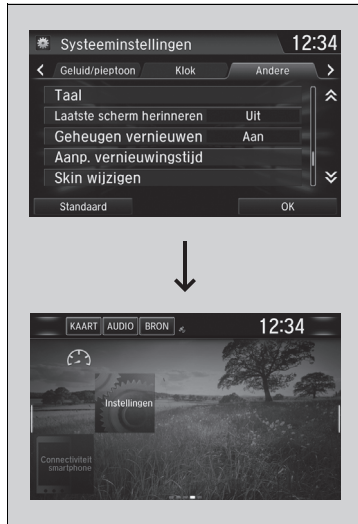 Systeeminstellingen 12:34
Geluid/pieptoon Klok Andere
Taal
Laatste scherm herinneren Uit
Geheugen vernieuwen Aan
Aanp. vernieuwingstijd
Skin wijzigen
Standaard OK
KAART AUDIO BRON 12:34
Instellingen
Connectiviteit
smartphone